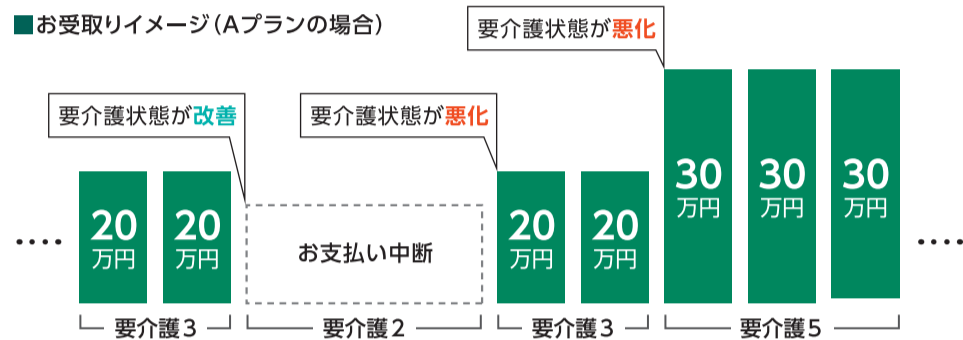 ■お受取りイメージ(Aプランの場合)
要介護状態が悪化
要介護状態が改善
要介護状態が悪化
20
万円
20
万円
お支払い中断
20
万円
20
万円
30
万円
30
万円
30
万円
････
････
要介護3
要介護2
要介護3
要介護5